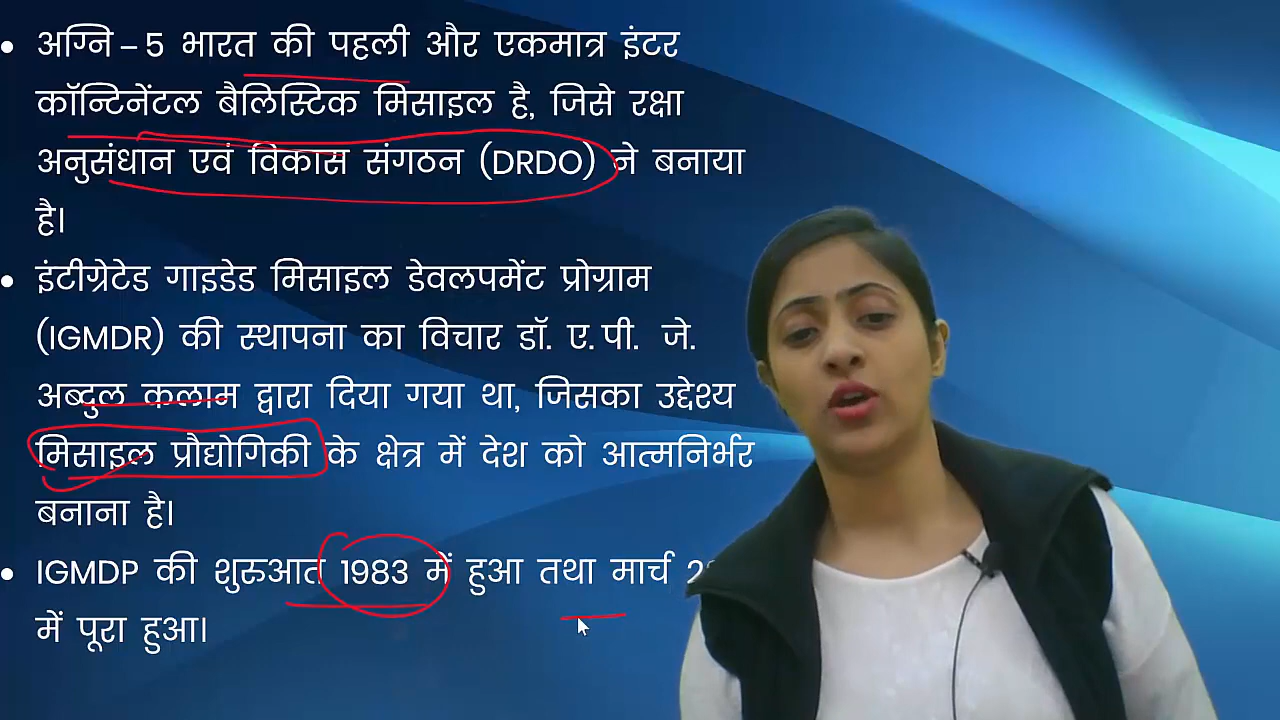 • अग्नि – 5 भारत की पहली और एकमात्र इंटर
कॉन्टिनेंटल बैलिस्टिक मिसाइल है, जिसे रक्षा
अनुसंधान एवं विकास संगठन (DRDO) ने बनाया
है।
• इंटीग्रेटेड गाइडेड मिसाइल डेवलपमेंट प्रोग्राम
(IGMDR) की स्थापना का विचार डॉ. ए. पी. जे.
अब्दुल कलाम द्वारा दिया गया था, जिसका उद्देश्य
मिसाइल प्रौद्योगिकी के क्षेत्र में देश को आत्मनिर्भर
बनाना है।
• IGMDP की शुरुआत 1983 में हुआ तथा मार्च
में पूरा हुआ।